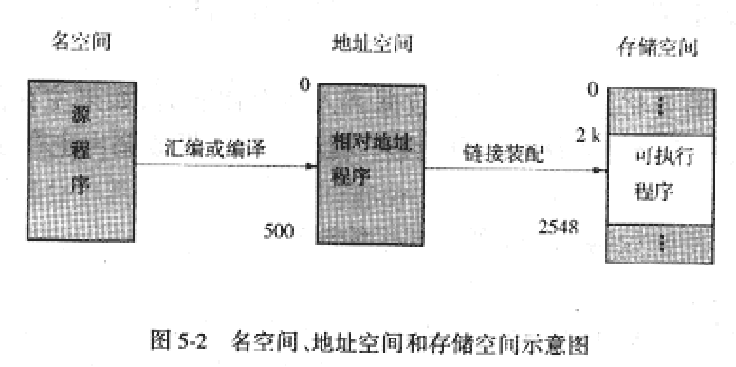 名空间
地址空间
存储空间
源
程
序
汇编或编译
0
相对地址
程序
500
链接装配
0
2 k
可执行
程序
2548
图 5-2 名空间、地址空间和存储空间示意图